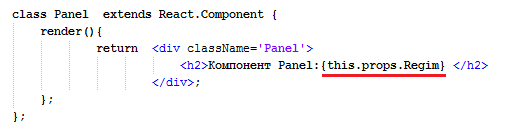 class Panel  extends React.Component {
render(){
return  <div className='Panel'>
<h2>Компонент Panel:{this.props.Regim} </h2>
</div>;
};
};